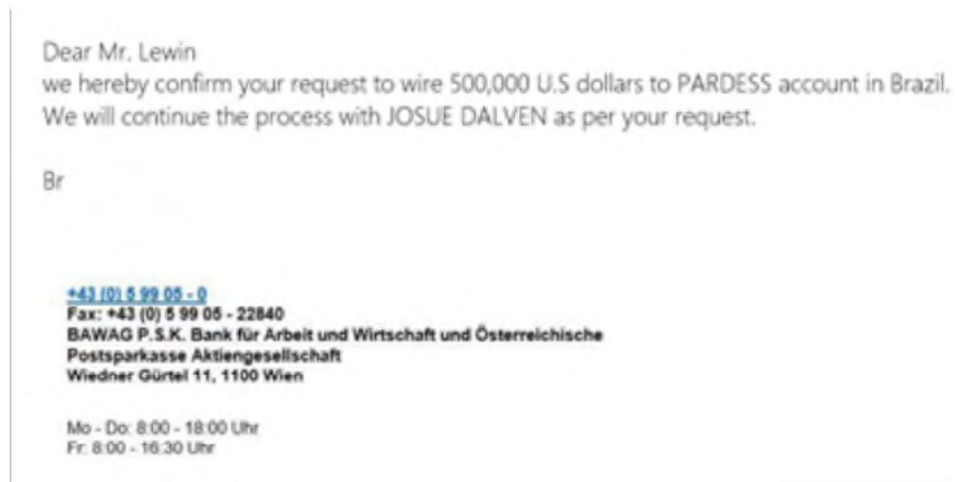 Dear Mr. Lewin
we hereby confirm your request to wire 500,000 U.S dollars to PARDESS account in Brazil.
We will continue the process with JOSUE DALVEN as per your request.
Br
+43 (0) 5 99 05 - 0
Fax: +43 (0) 5 99 05 - 22840
BAWAG P.S.K. Bank für Arbeit und Wirtschaft und Österreichische
Postsparkasse Aktiengesellschaft
Wiedner Gürtel 11, 1100 Wien
Mo - Do: 8:00 - 18:00 Uhr
Fr: 8:00 - 16:30 Uhr